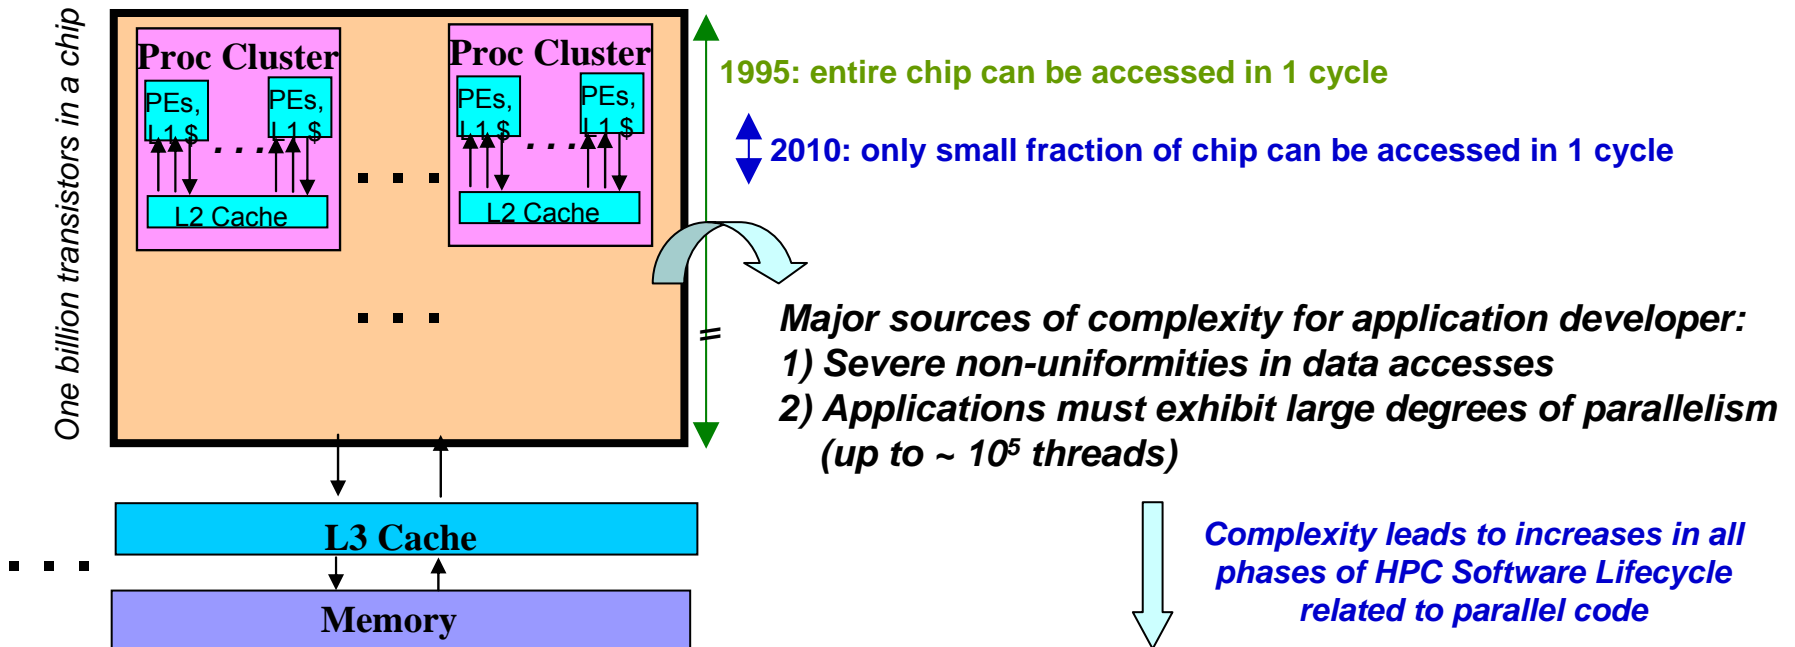 One billion transistors in a chip
Proc Cluster
PEs,
L1 $
. . .
PEs,
L1 $
L2 Cache
. . .
Proc Cluster
PEs,
L1 $
. . .
PEs,
L1 $
L2 Cache
. . .
1995: entire chip can be accessed in 1 cycle
2010: only small fraction of chip can be accessed in 1 cycle
=
Major sources of complexity for application developer:
1) Severe non-uniformities in data accesses
2) Applications must exhibit large degrees of parallelism
(up to ~ 10⁵ threads)
L3 Cache
. . .
Memory
Complexity leads to increases in all
phases of HPC Software Lifecycle
related to parallel code